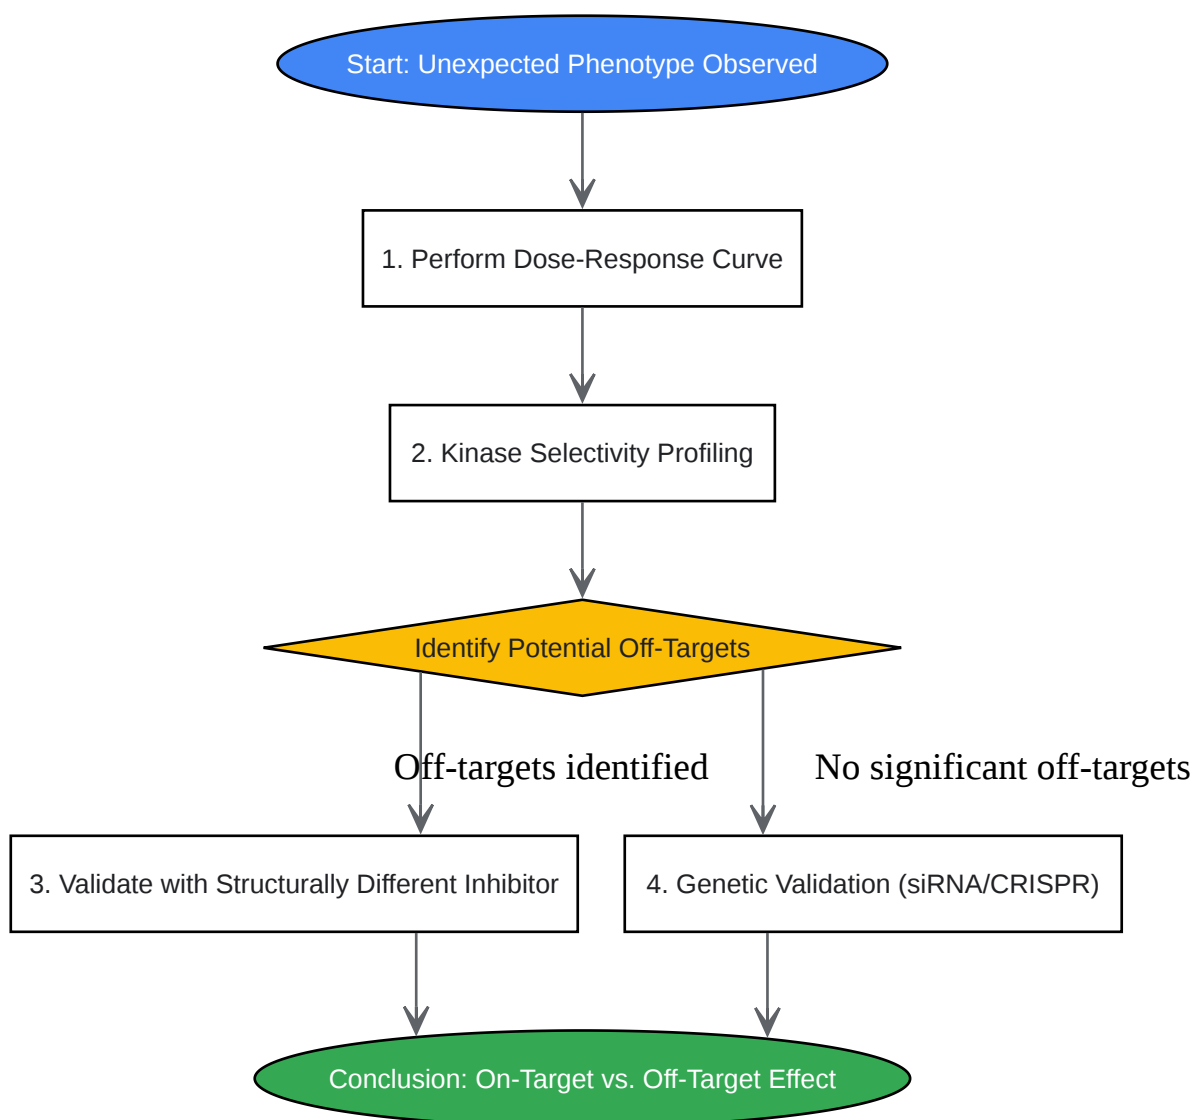 Start: Unexpected Phenotype Observed
1. Perform Dose-Response Curve
2. Kinase Selectivity Profiling
Identify Potential Off-Targets
Off-targets identified
No significant off-targets
3. Validate with Structurally Different Inhibitor
4. Genetic Validation (siRNA/CRISPR)
Conclusion: On-Target vs. Off-Target Effect